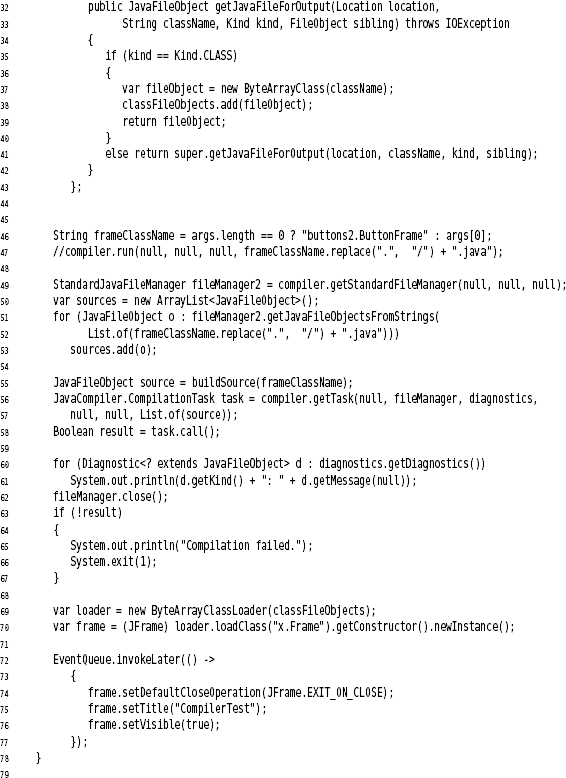 32 public JavaFileObject getJavaFileForOutput(Location location,
33 String className, Kind kind, FileObject sibling) throws IOException
34 {
35 if (kind == Kind.CLASS)
36 {
37 var fileObject = new ByteArrayClass(className);
38 classFileObjects.add(fileObject);
39 return fileObject;
40 }
41 else return super.getJavaFileForOutput(location, className, kind, sibling);
42 }
43 };
44
45
46 String frameClassName = args.length == 0 ? "buttons2.ButtonFrame" : args[0];
47 //compiler.run(null, null, null, frameClassName.replace(".", "/") + ".java");
48
49 StandardJavaFileManager fileManager2 = compiler.getStandardFileManager(null, null, null);
50 var sources = new ArrayList<JavaFileObject>();
51 for (JavaFileObject o : fileManager2.getJavaFileObjectsFromStrings(
52 List.of(frameClassName.replace(".", "/") + ".java")))
53 sources.add(o);
54
55 JavaFileObject source = buildSource(frameClassName);
56 JavaCompiler.CompilationTask task = compiler.getTask(null, fileManager, diagnostics,
57 null, null, List.of(source));
58 Boolean result = task.call();
59
60 for (Diagnostic<? extends JavaFileObject> d : diagnostics.getDiagnostics())
61 System.out.println(d.getKind() + ": " + d.getMessage(null));
62 fileManager.close();
63 if (!result)
64 {
65 System.out.println("Compilation failed.");
66 System.exit(1);
67 }
68
69 var loader = new ByteArrayClassLoader(classFileObjects);
70 var frame = (JFrame) loader.loadClass("x.Frame").getConstructor().newInstance();
71
72 EventQueue.invokeLater(() ->
73 {
74 frame.setDefaultCloseOperation(JFrame.EXIT_ON_CLOSE);
75 frame.setTitle("CompilerTest");
76 frame.setVisible(true);
77 });
78 }
79